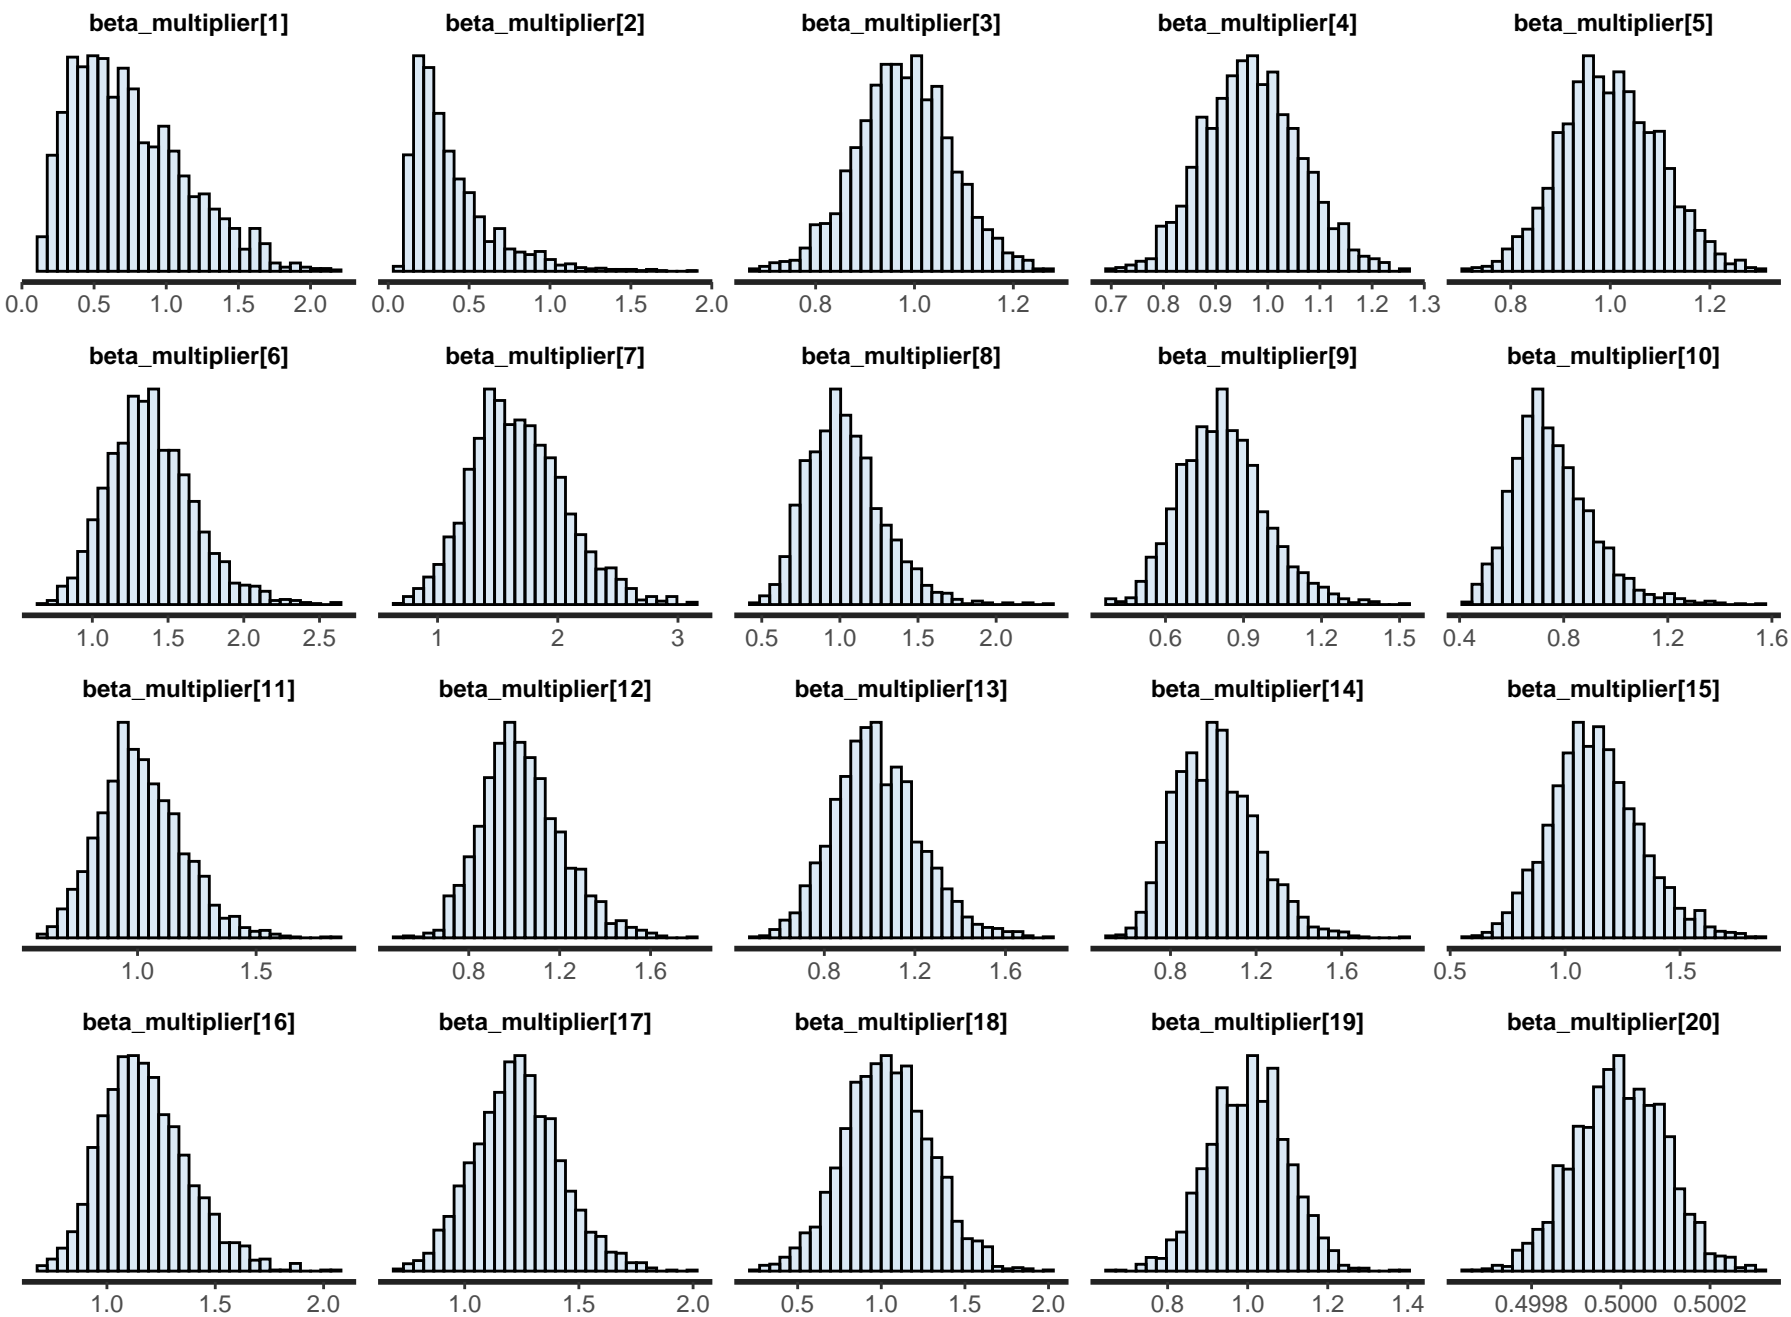 beta_multiplier[1] beta_multiplier[2] beta_multiplier[3] beta_multiplier[4] beta_multiplier[5]
0.0 0.5 1.0 1.5 2.0 0.0 0.5 1.0 1.5 2.0 0.8 1.0 1.2 0.7 0.8 0.9 1.0 1.1 1.2 1.3 0.8 1.0 1.2
beta_multiplier[6] beta_multiplier[7] beta_multiplier[8] beta_multiplier[9] beta_multiplier[10]
1.0 1.5 2.0 2.5 1 2 3 0.5 1.0 1.5 2.0 0.6 0.9 1.2 1.5 0.4 0.8 1.2 1.6
beta_multiplier[11] beta_multiplier[12] beta_multiplier[13] beta_multiplier[14] beta_multiplier[15]
1.0 1.5 0.8 1.2 1.6 0.8 1.2 1.6 0.8 1.2 1.6 0.5 1.0 1.5
beta_multiplier[16] beta_multiplier[17] beta_multiplier[18] beta_multiplier[19] beta_multiplier[20]
1.0 1.5 2.0 1.0 1.5 2.0 0.5 1.0 1.5 2.0 0.8 1.0 1.2 1.4 0.4998 0.5000 0.5002